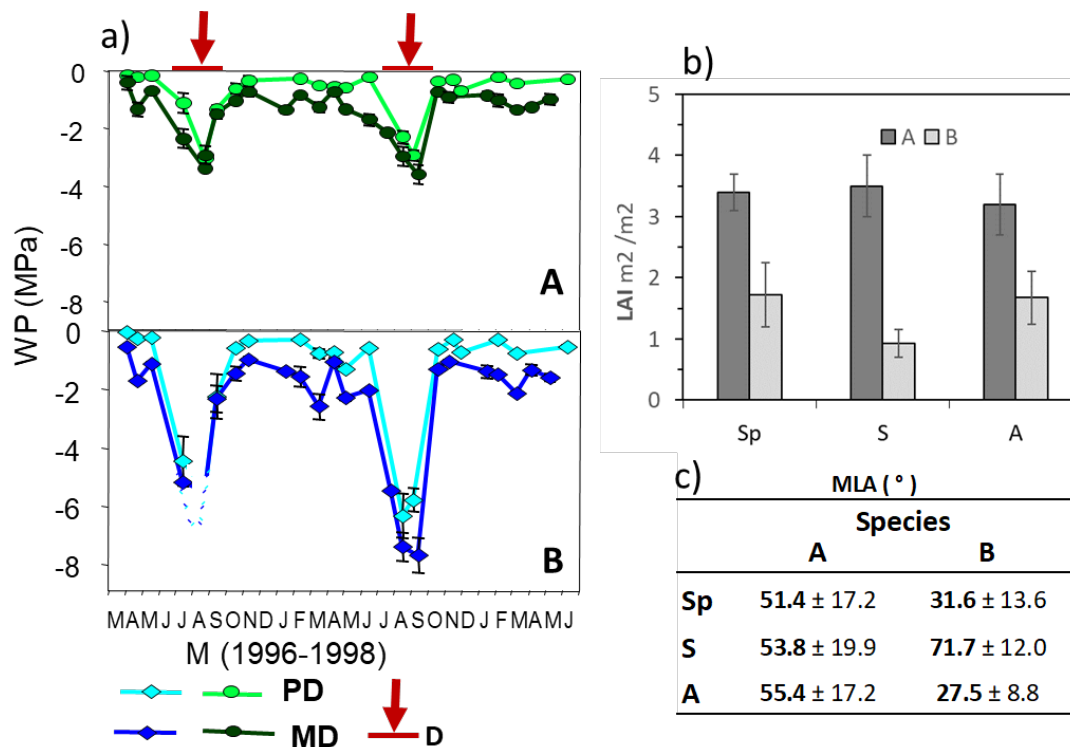 a)
0
-2
-4
-6
-8
A
0
-2
-4
-6
-8
B
WP (MPa)
MAMJ J A S OND J F MAMJ J A S OND J F MAMJ
M (1996-1998)
PD
MD
D
b)
A B
5
4
3
2
1
0
LAI m2 /m2
Sp S A
c)
MLA ( ° )
Species
A B
Sp 51.4 ± 17.2 31.6 ± 13.6
S 53.8 ± 19.9 71.7 ± 12.0
A 55.4 ± 17.2 27.5 ± 8.8